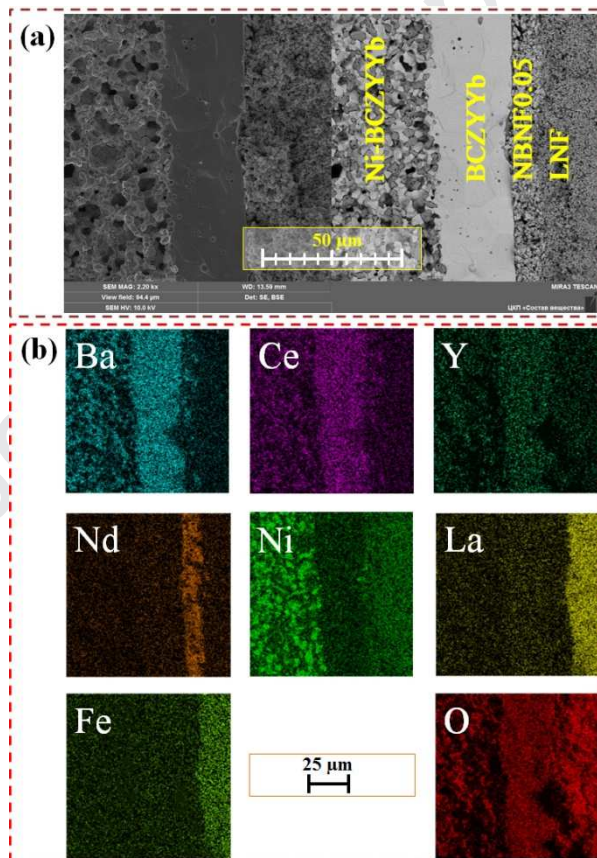 (a)
Ni-BCZYYb
BCZYYb
NBNF0.05
LNF
50 μm
SEM MAG: 2.20 kx
WD: 13.59 mm
MIRA3 TESCAN
View field: 94.4 μm
Det: SE, BSE
SEM HV: 10.0 kV
ЦКП «Состав вещества»
(b)
Ba
Ce
Y
Nd
Ni
La
Fe
25 μm
O